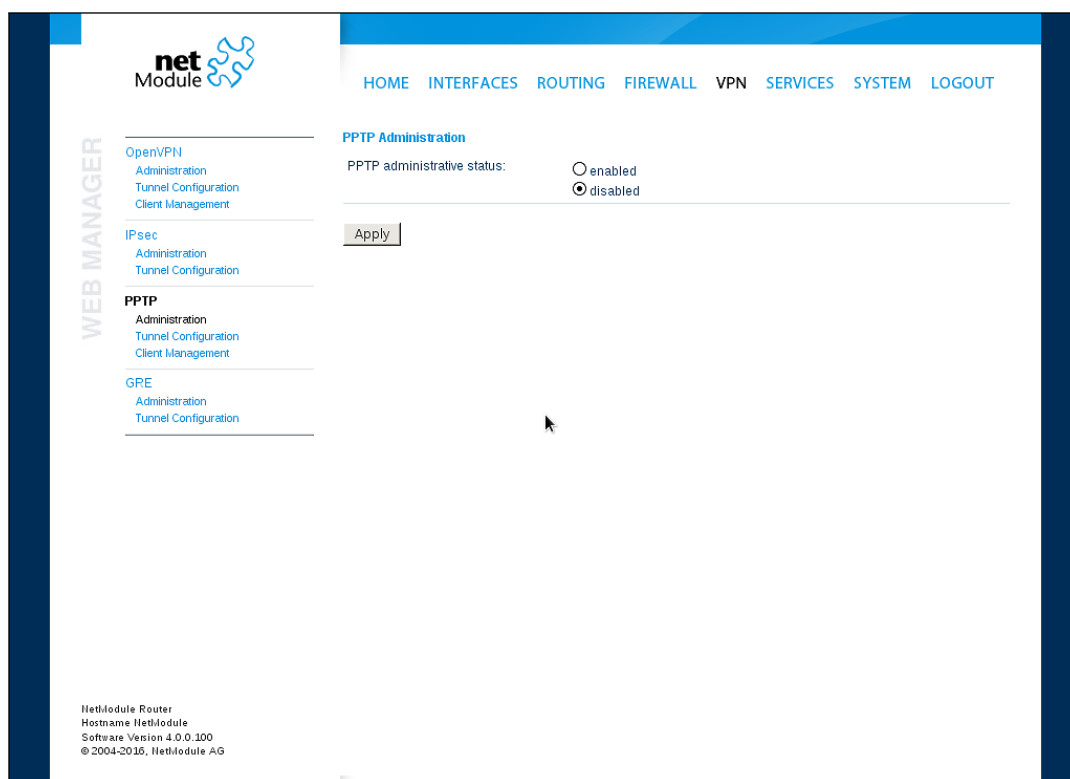 net
Module
HOME INTERFACES ROUTING FIREWALL VPN SERVICES SYSTEM LOGOUT
WEB MANAGER
OpenVPN
Administration
Tunnel Configuration
Client Management
IPsec
Administration
Tunnel Configuration
PPTP
Administration
Tunnel Configuration
Client Management
GRE
Administration
Tunnel Configuration
PPTP Administration
PPTP administrative status:
enabled
disabled
Apply
NetModule Router
Hostname NetModule
Software Version 4.0.0.100
© 2004-2016, NetModule AG